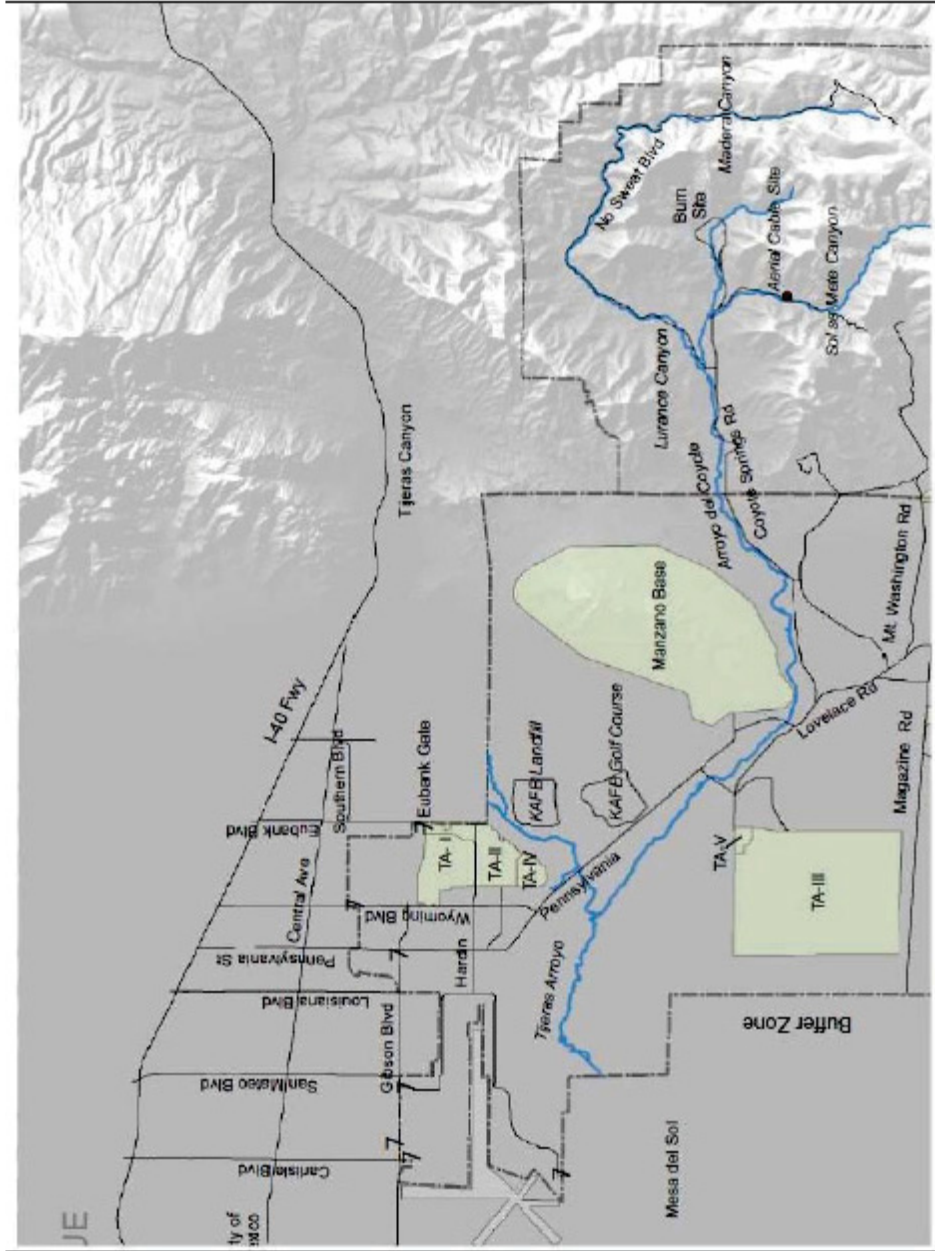 I-40 Fwy
Tijeras Canyon
No Sweat Blvd
Madera Canyon
Burn
Site
Aerial Cable Site
Sol se Mete Canyon
Lurance Canyon
Arroyo del Coyote
Coyote Springs Rd
Manzano Base
Mt. Washington Rd
Lovelace Rd
Magazine Rd
KAFB Landfill
KAFB Golf Course
Eubank Gate
Southern Blvd
Eubank Blvd
Central Ave
Wyoming Blvd
Pennsylvania St
Louisiana Blvd
San Mateo Blvd
Carlisle Blvd
Gibson Blvd
Hardin
TA- I
TA-II
TA-IV
Pennsylvania
TA-V
TA-III
Tijeras Arroyo
Buffer Zone
Mesa del Sol
UE
ty of
exico